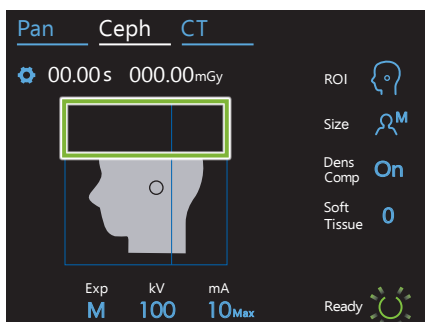 Pan Ceph CT
00.00 s 000.00mGy
ROI
Size M
Dens
Comp On
Soft
Tissue 0
Exp kV mA
M 100 10Max
Ready